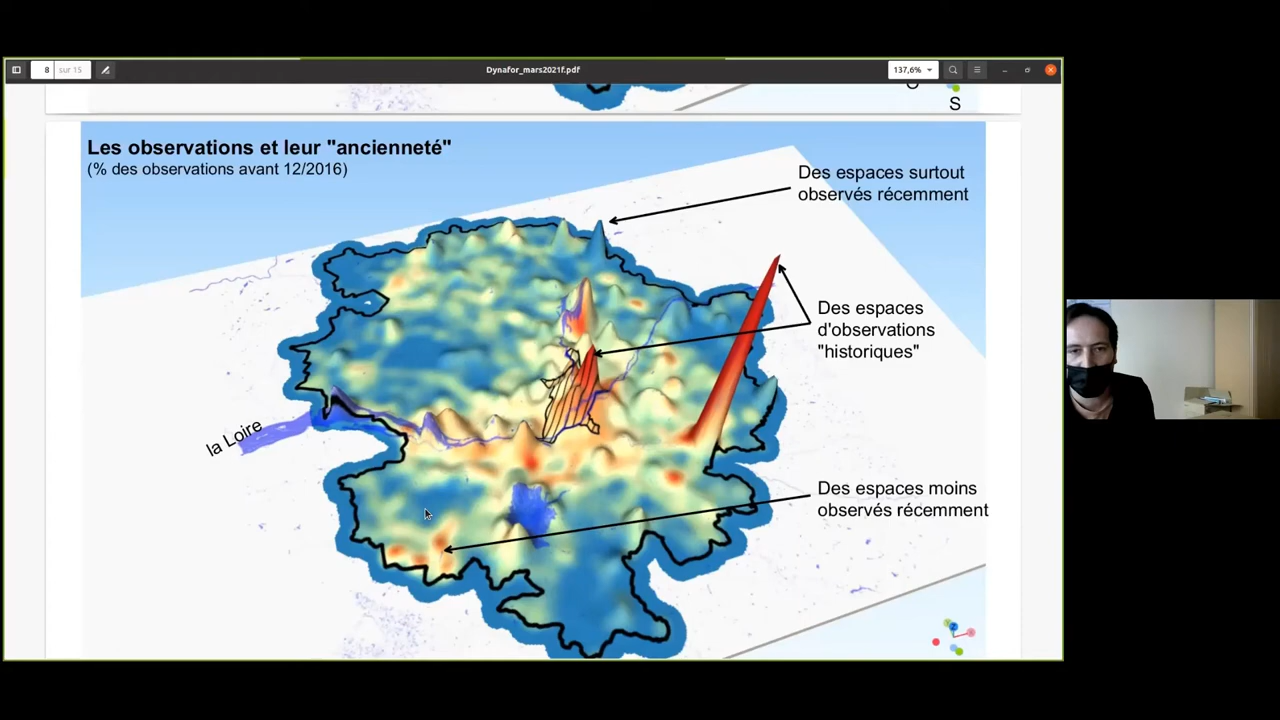 8 sur 15
Dynafor_mars2021f.pdf
137,6%
S
Les observations et leur "ancienneté"
(% des observations avant 12/2016)
Des espaces surtout
observés récemment
Des espaces
d'observations
"historiques"
la Loire
Des espaces moins
observés récemment